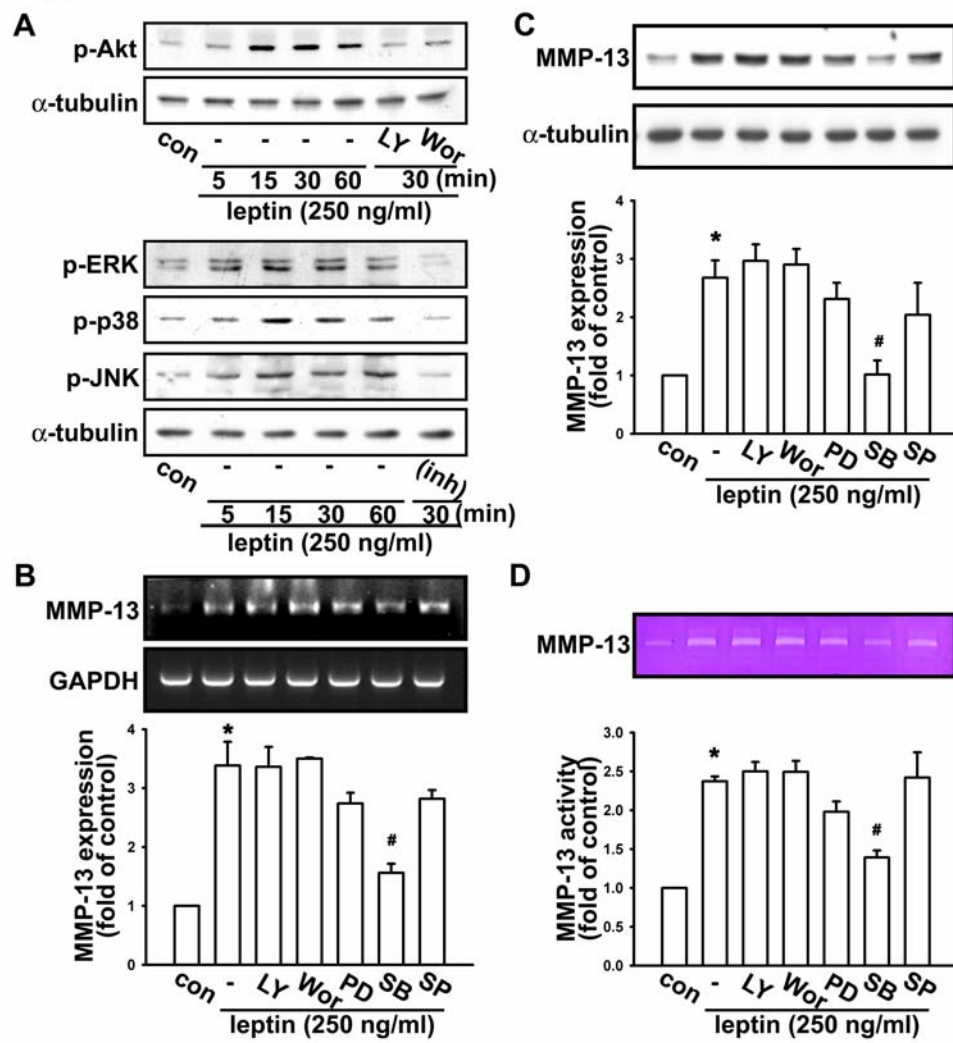 A
p-Akt
α-tubulin
con - - - - LY Wor
5 15 30 60 30 (min)
leptin (250 ng/ml)
p-ERK
p-p38
p-JNK
α-tubulin
con - - - - (inh)
5 15 30 60 30 (min)
leptin (250 ng/ml)
B
MMP-13
GAPDH
MMP-13 expression
(fold of control)
4
3
2
1
0
*
#
con - LY Wor PD SB SP
leptin (250 ng/ml)
C
MMP-13
α-tubulin
MMP-13 expression
(fold of control)
4
3
2
1
0
*
#
con - LY Wor PD SB SP
leptin (250 ng/ml)
D
MMP-13
MMP-13 activity
(fold of control)
3.0
2.5
2.0
1.5
1.0
0.5
0.0
*
#
con - LY Wor PD SB SP
leptin (250 ng/ml)